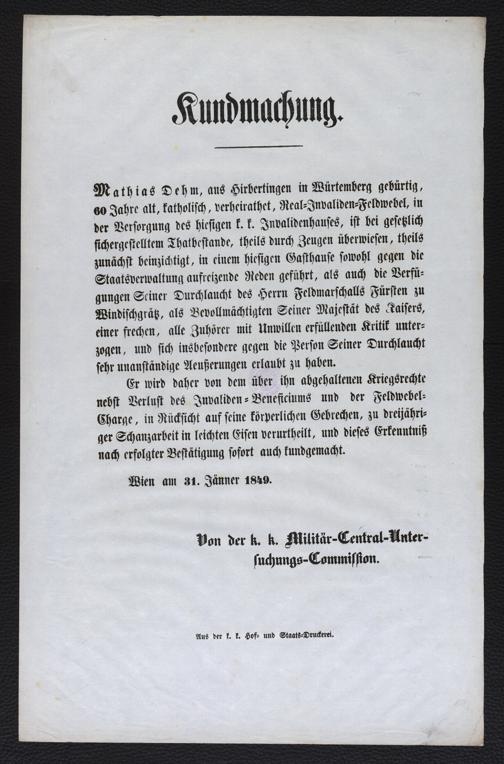 Kundmachung.
Mathias Dehm, aus Hirbertingen in Würtemberg gebürtig,
60 Jahre alt, katholisch, verheirathet, Real-Invaliden-Feldwebel, in
der Versorgung des hiesigen k. k. Invalidenhauses, ist bei gesetzlich
sichergestelltem Thatbestande, theils durch Zeugen überwiesen, theils
zunächst beinzichtigt, in einem hiesigen Gasthause sowohl gegen die
Staatsverwaltung aufreizende Reden geführt, als auch die Verfü-
gungen Seiner Durchlaucht des Herrn Feldmarschalls Fürsten zu
Windischgrätz, als Bevollmächtigten Seiner Majestät des Kaisers,
einer frechen, alle Zuhörer mit Unwillen erfüllenden Kritik unter-
zogen, und sich insbesondere gegen die Person Seiner Durchlaucht
sehr unanständige Aeußerungen erlaubt zu haben.
Er wird daher von dem über ihn abgehaltenen Kriegsrechte
nebst Verlust des Invaliden-Beneficiums und der Feldwebel-
Charge, in Rücksicht auf seine körperlichen Gebrechen, zu dreijähri-
ger Schanzarbeit in leichten Eisen verurtheilt, und dieses Erkenntniß
nach erfolgter Bestätigung sofort auch kundgemacht.
Wien am 31. Jänner 1849.
Von der k. k. Militär-Central-Unter-
suchungs-Commission.
Aus der k. k. Hof- und Staats-Druckerei.